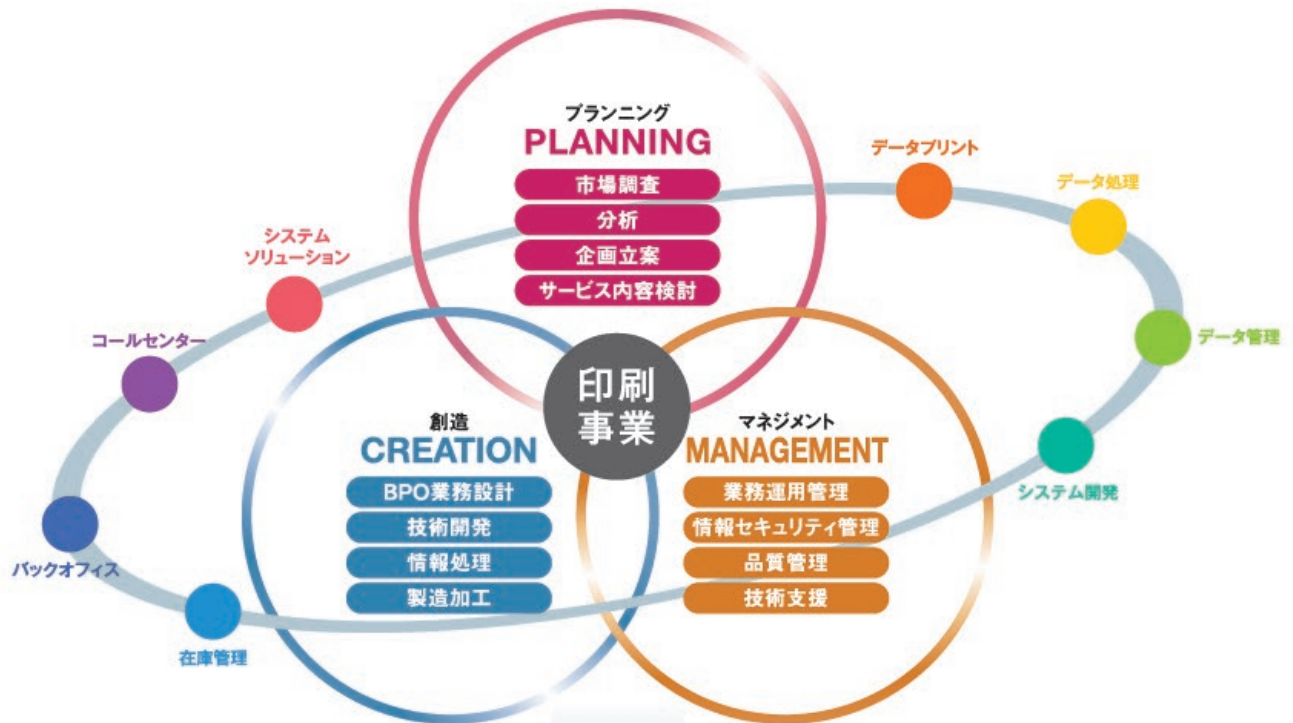 プランニング
PLANNING
市場調査
分析
企画立案
サービス内容検討
データプリント
データ処理
データ管理
システム開発
システム
ソリューション
コールセンター
バックオフィス
在庫管理
印刷
事業
創造
CREATION
BPO業務設計
技術開発
情報処理
製造加工
マネジメント
MANAGEMENT
業務運用管理
情報セキュリティ管理
品質管理
技術支援